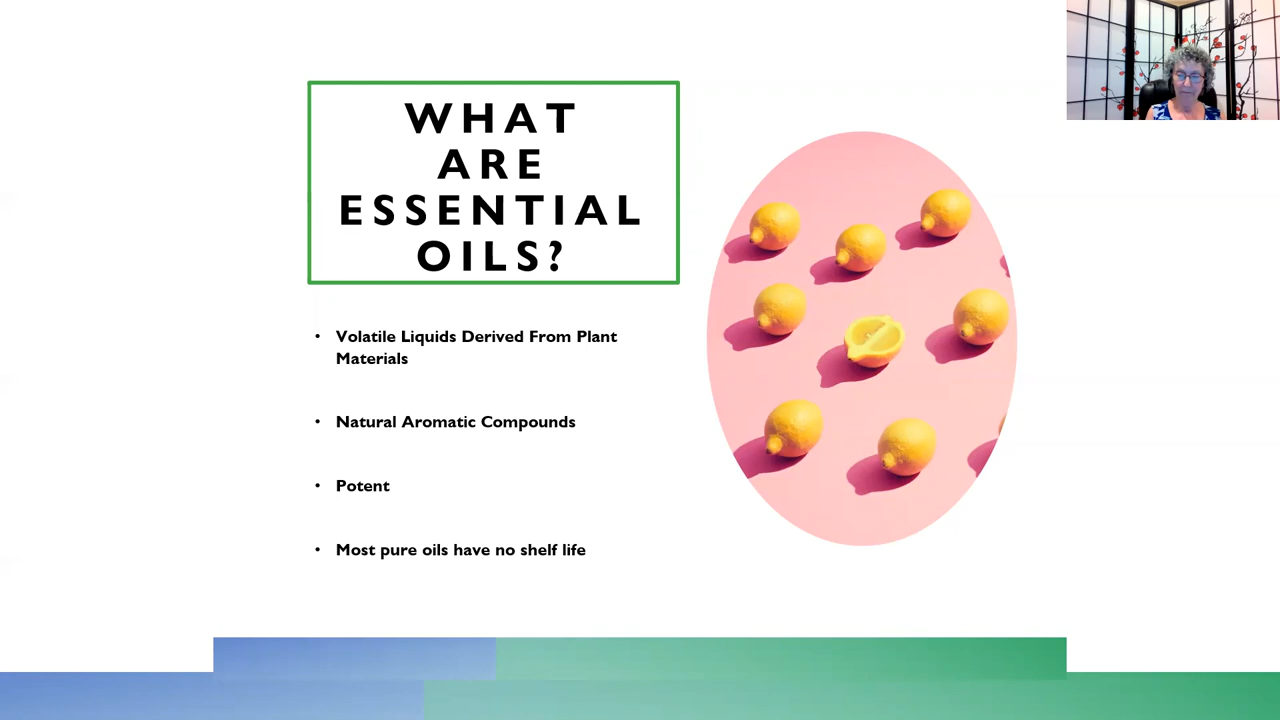 WHAT
ARE
ESSENTIAL
OILS?
• Volatile Liquids Derived From Plant
Materials
• Natural Aromatic Compounds
• Potent
• Most pure oils have no shelf life